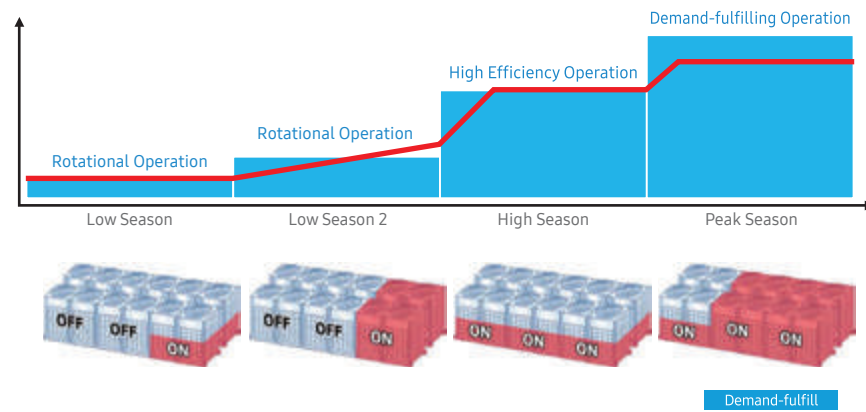 Demand-fulfilling Operation
High Efficiency Operation
Rotational Operation
Rotational Operation
Low Season
Low Season 2
High Season
Peak Season
OFF
OFF
ON
OFF
OFF
ON
ON
ON
ON
ON
ON
ON
Demand-fulfill